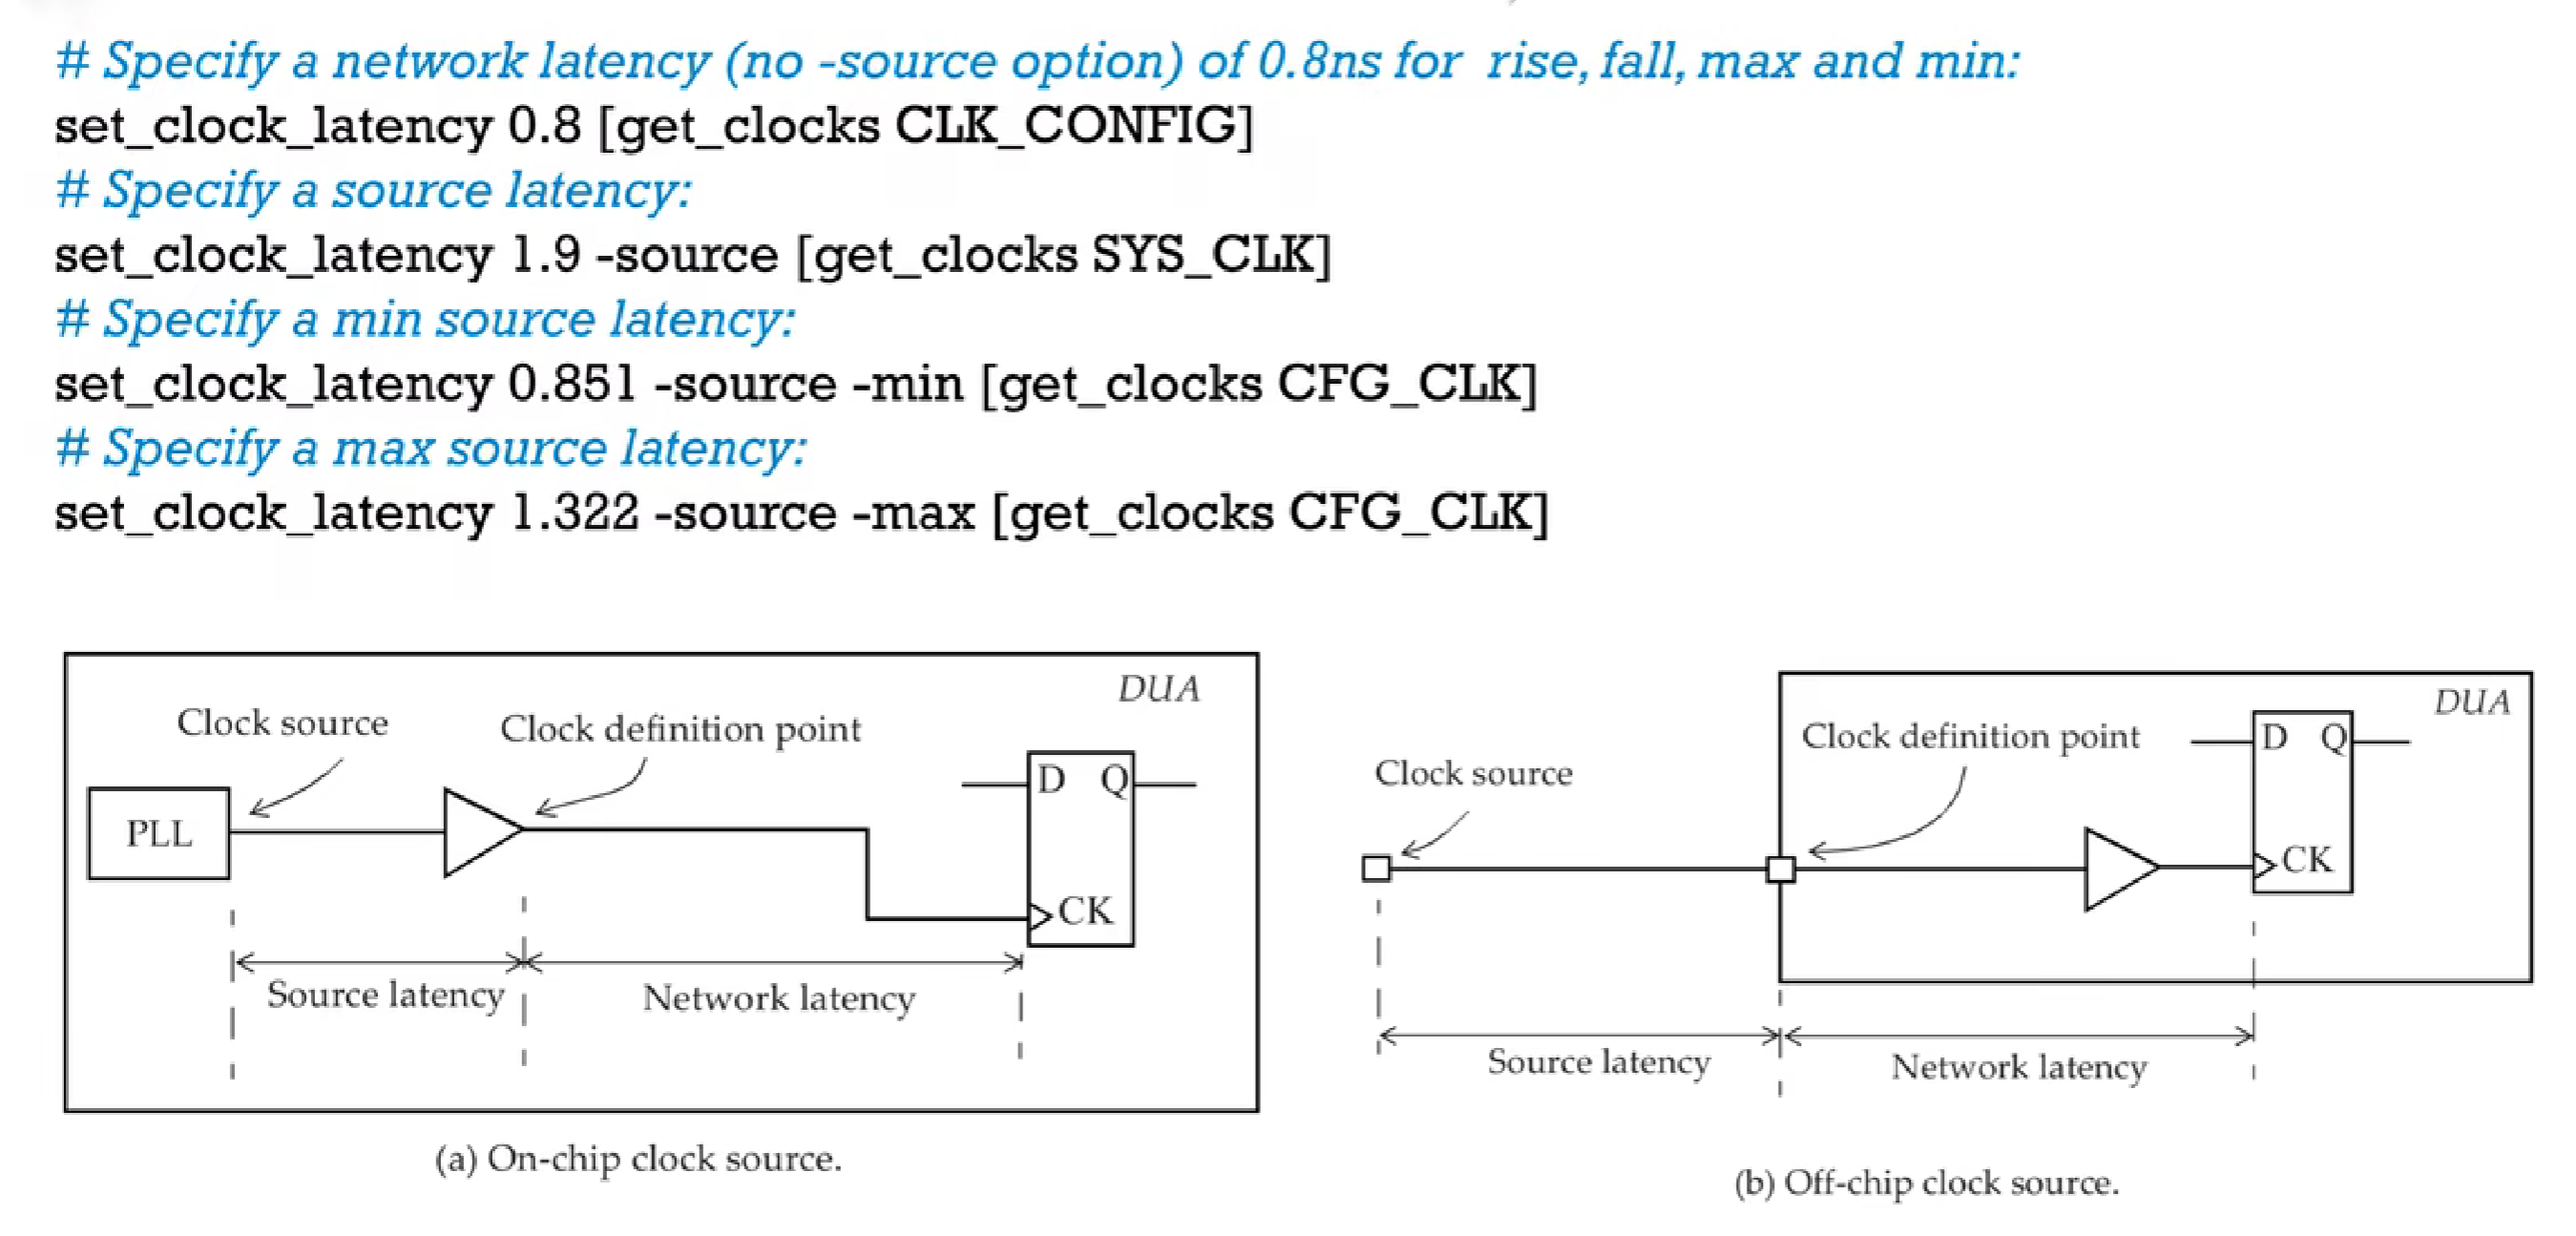 # Specify a network latency (no -source option) of 0.8ns for rise, fall, max and min:
set_clock_latency 0.8 [get_clocks CLK_CONFIG]
# Specify a source latency:
set_clock_latency 1.9 -source [get_clocks SYS_CLK]
# Specify a min source latency:
set_clock_latency 0.851 -source -min [get_clocks CFG_CLK]
# Specify a max source latency:
set_clock_latency 1.322 -source -max [get_clocks CFG_CLK]
DUA
Clock source
Clock definition point
D Q
PLL
CK
Source latency
Network latency
(a) On-chip clock source.
DUA
Clock definition point
D Q
Clock source
CK
Source latency
Network latency
(b) Off-chip clock source.